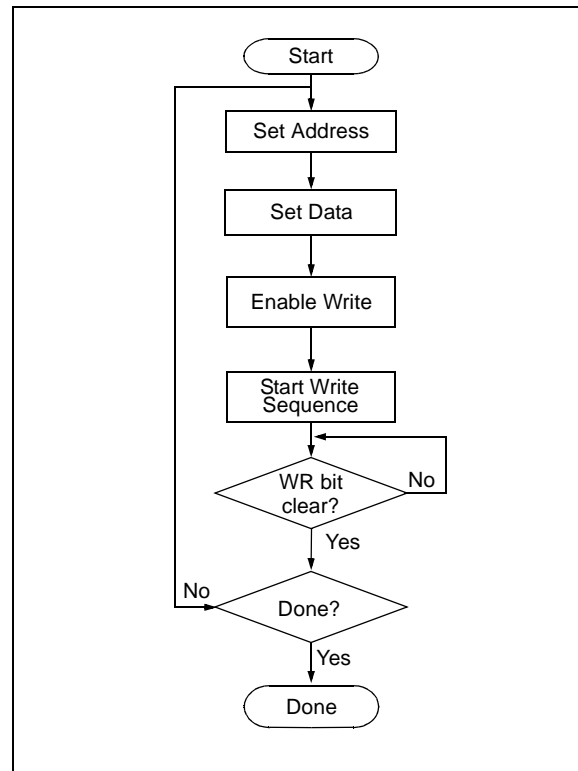 Start
Set Address
Set Data
Enable Write
Start Write
Sequence
WR bit
clear?
No
Yes
No
Done?
Yes
Done